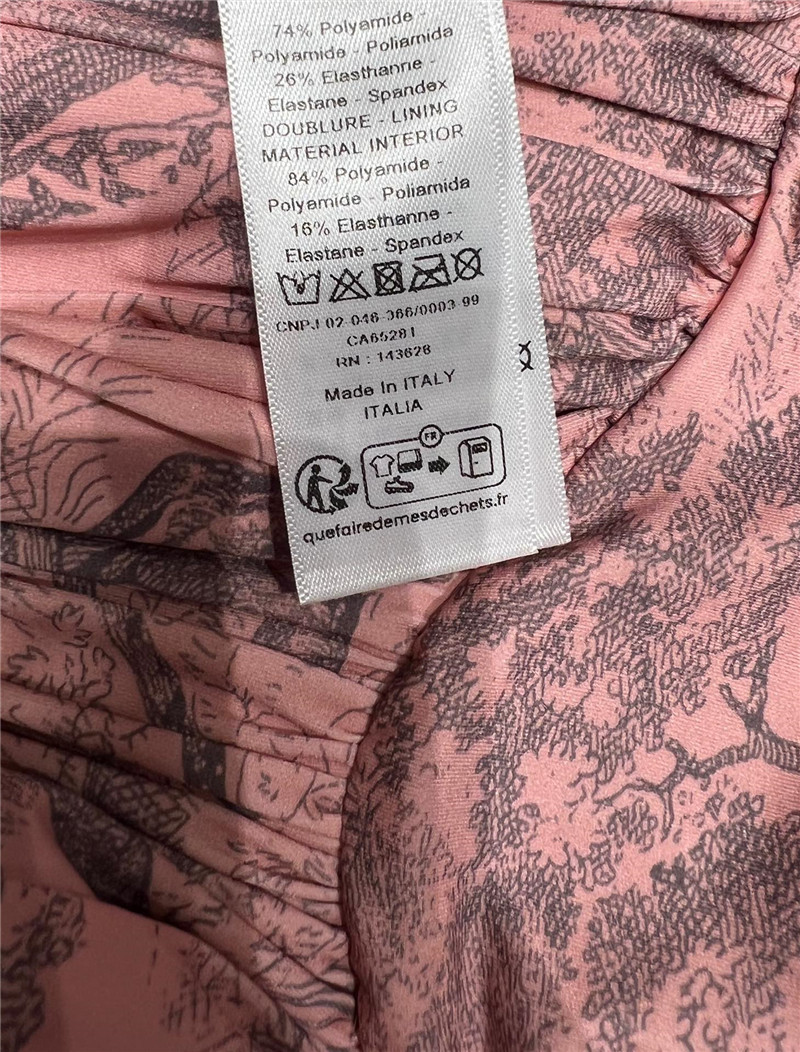 74% Polyamide -
Polyamide - Poliamida
26% Elasthanne -
Elastane - Spandex
DOUBLURE - LINING
MATERIAL INTERIOR
84% Polyamide -
Polyamide - Poliamida
16% Elasthanne -
Elastane - Spandex
CNPJ 02-046-366/0003-99
CA65281
RN : 143628
Made In ITALY
ITALIA
FR
quefairedemesdechets.fr